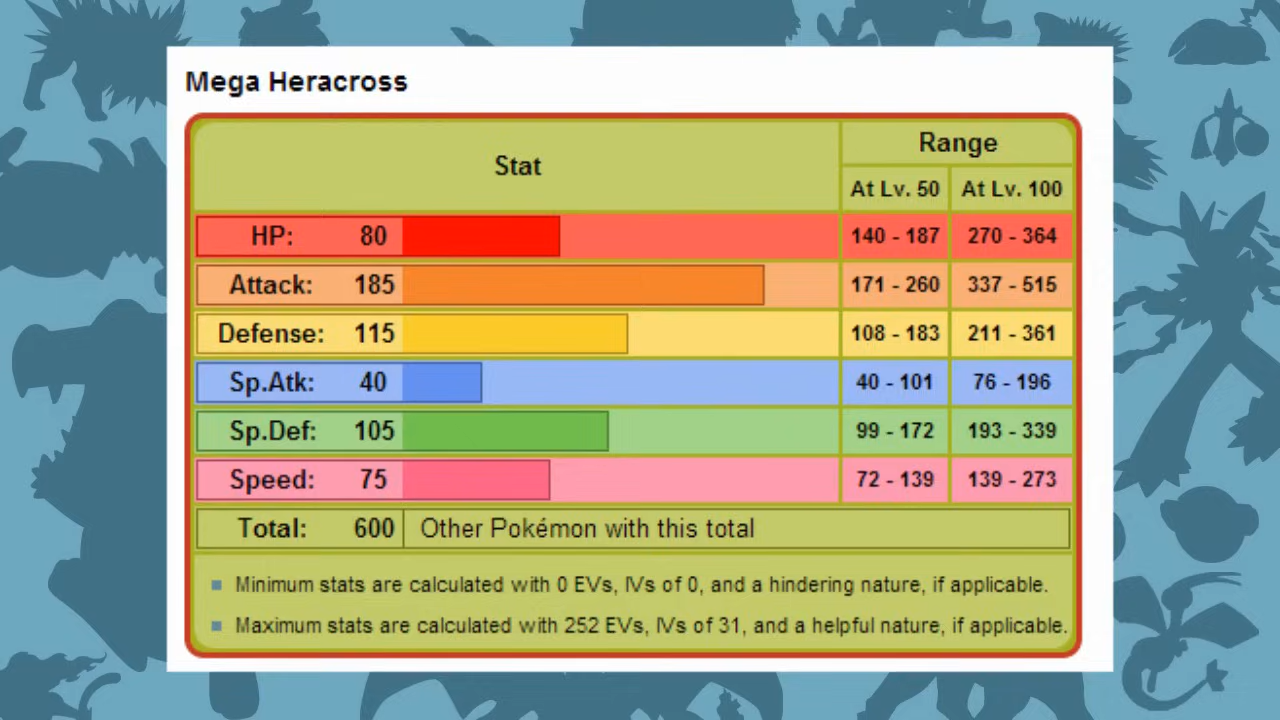 Mega Heracross
Stat
Range
At Lv. 50 At Lv. 100
HP: 80 140 - 187 270 - 364
Attack: 185 171 - 260 337 - 515
Defense: 115 108 - 183 211 - 361
Sp.Atk: 40 40 - 101 76 - 196
Sp.Def: 105 99 - 172 193 - 339
Speed: 75 72 - 139 139 - 273
Total: 600 Other Pokémon with this total
Minimum stats are calculated with 0 EVs, IVs of 0, and a hindering nature, if applicable.
Maximum stats are calculated with 252 EVs, IVs of 31, and a helpful nature, if applicable.